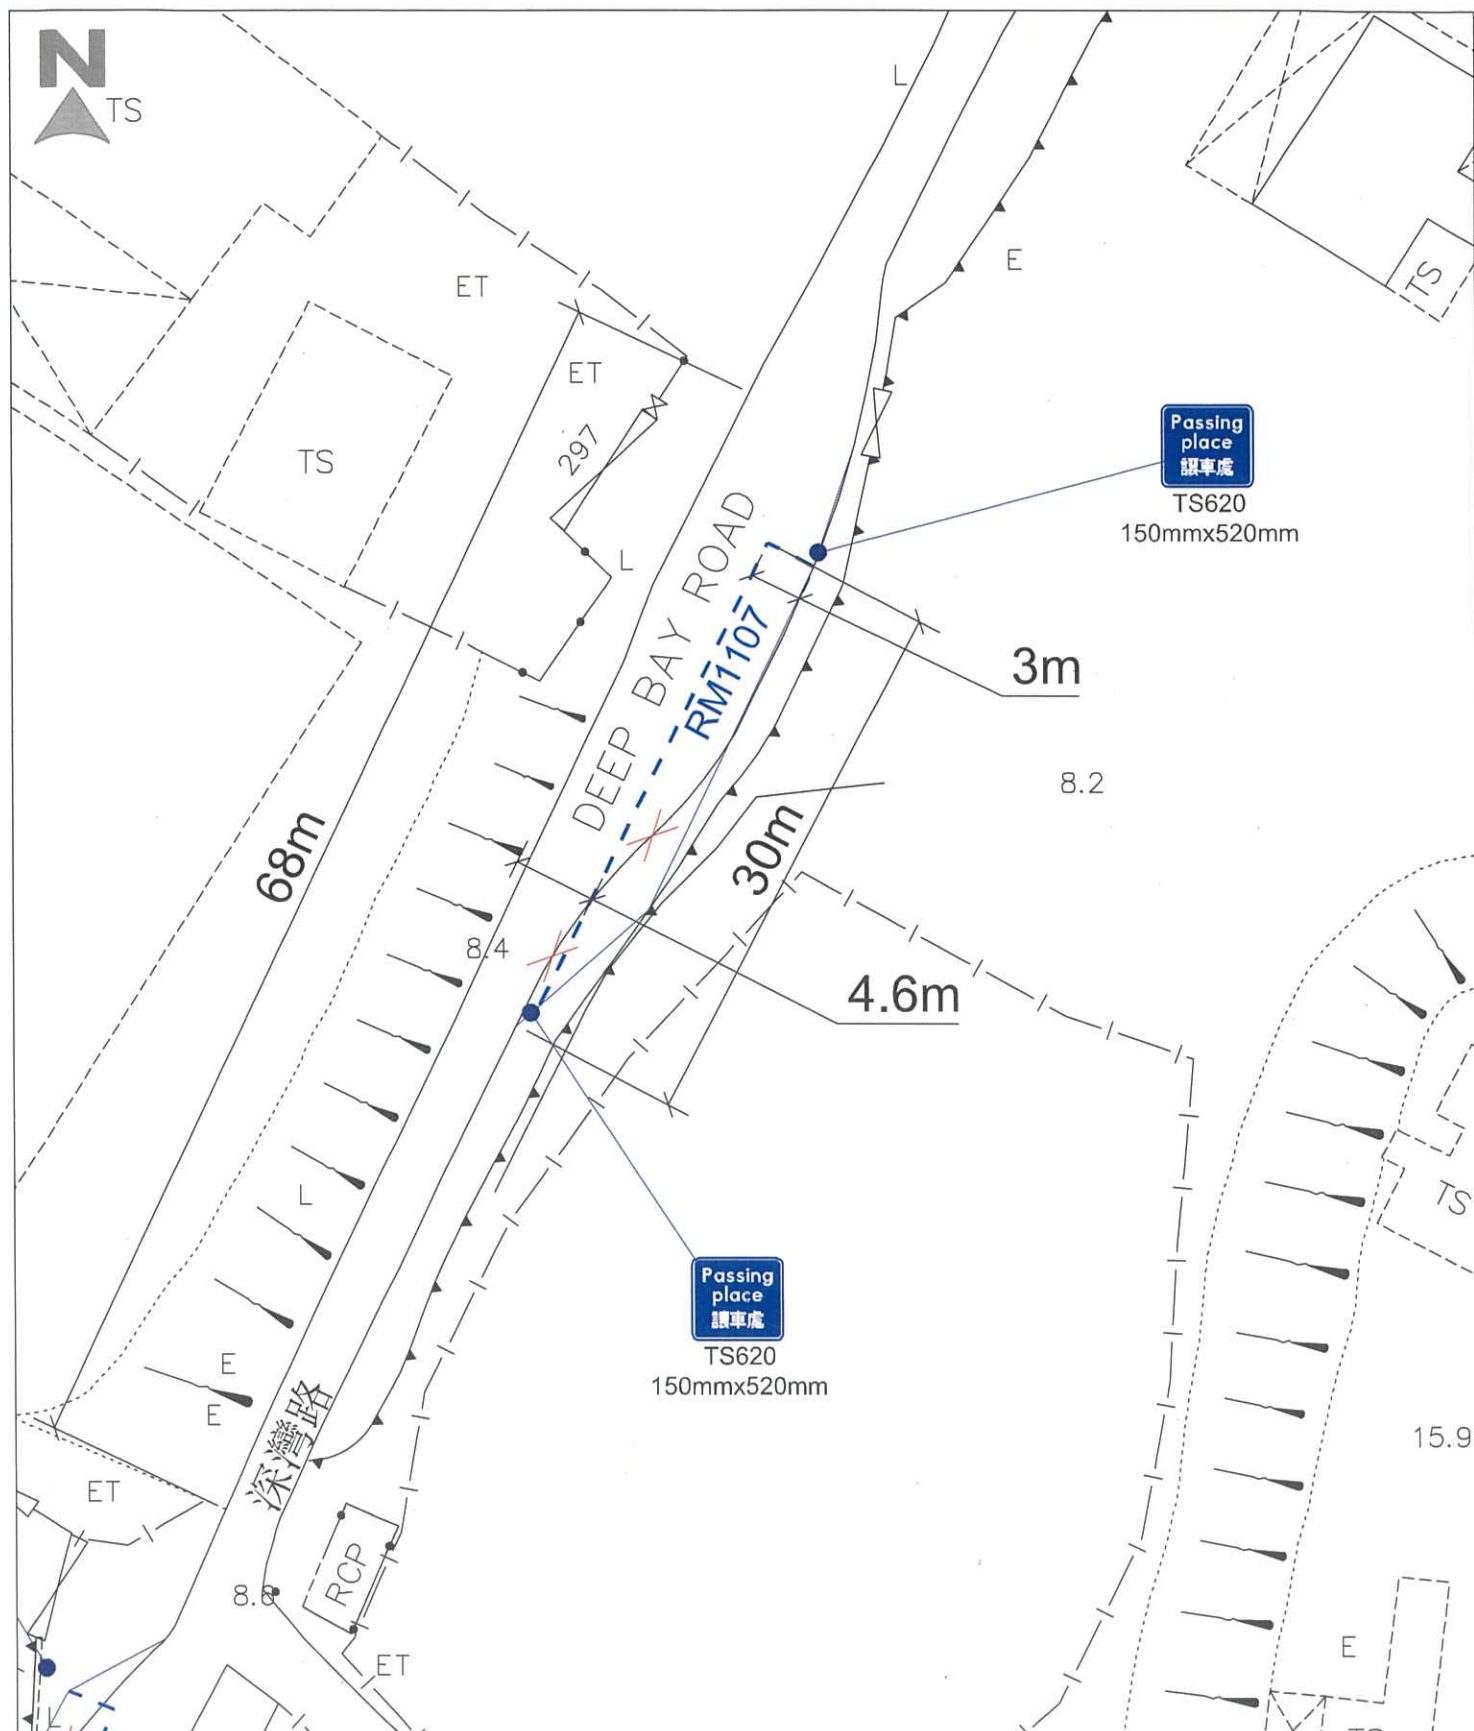 N
TS
L
ET
E
TS
ET
297
TS
Passing
place
讓車處
TS620
150mmx520mm
L
DEEP BAY ROAD
RM1107
3m
8.2
68m
30m
8.4
4.6m
L
TS
Passing
place
讓車處
TS620
150mmx520mm
E
E
深灣路
15.9
ET
RCP
8.6
ET
E
L